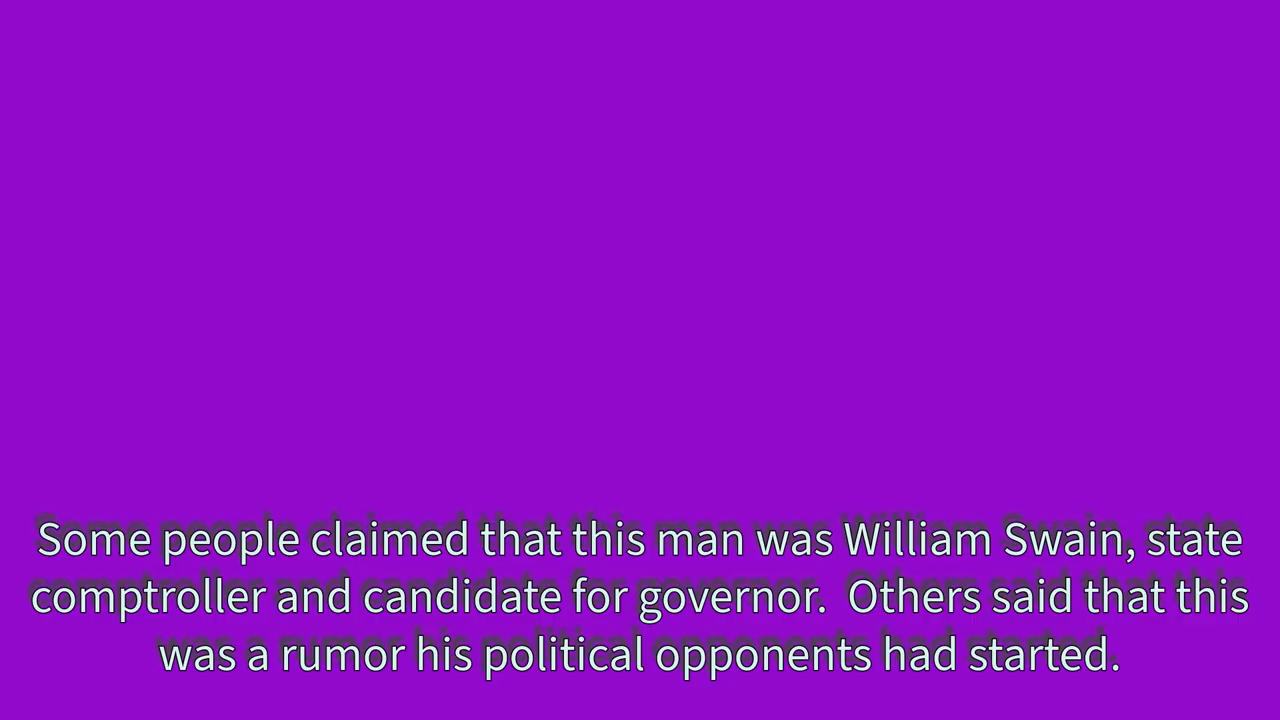 Some people claimed that this man was William Swain, state
comptroller and candidate for governor.  Others said that this
was a rumor his political opponents had started.